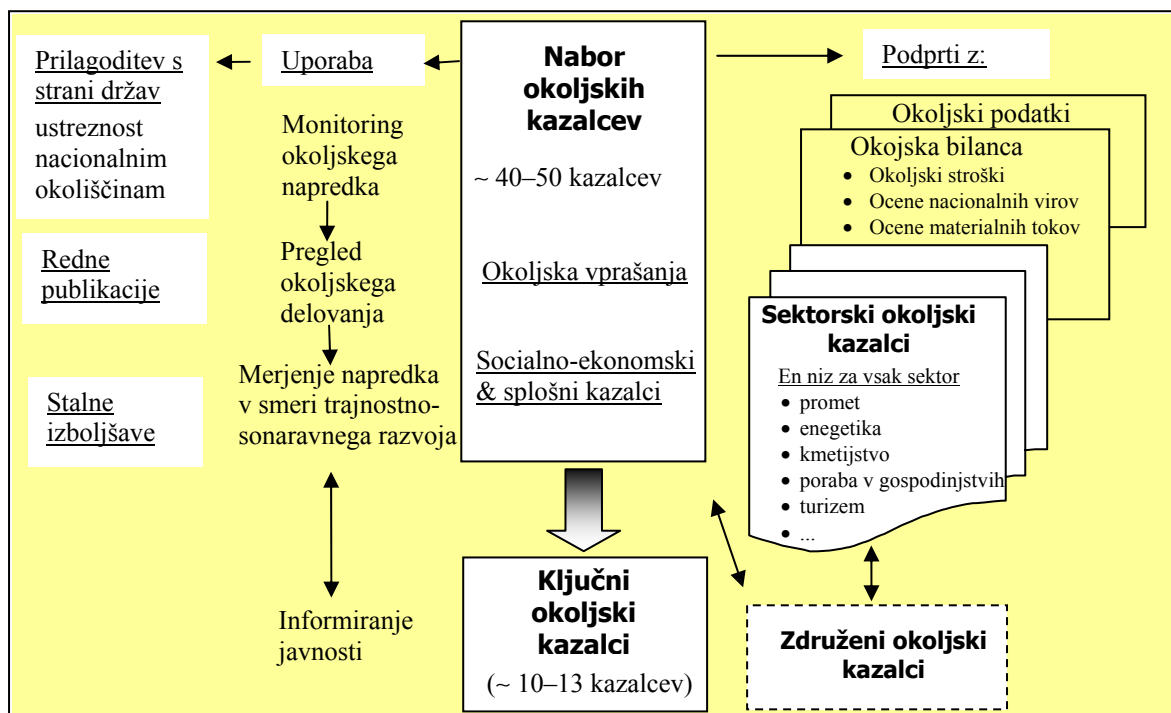 Prilagoditev s
strani držav
ustreznost
nacionalnim
okoliščinam
Redne
publikacije
Stalne
izboljšave
Uporaba
Monitoring
okoljskega
napredka
Pregled
okoljskega
delovanja
Merjenje napredka
v smeri trajnostno-
sonaravnega razvoja
Informiranje
javnosti
Nabor
okoljskih
kazalcev
~ 40–50 kazalcev
Okoljska vprašanja
Socialno-ekonomski
& splošni kazalci
Ključni
okoljski
kazalci
(~ 10–13 kazalcev)
Podprti z:
Okoljski podatki
Okojska bilanca
• Okoljski stroški
• Ocene nacionalnih virov
• Ocene materialnih tokov
Sektorski okoljski
kazalci
En niz za vsak sektor
• promet
• enegetika
• kmetijstvo
• poraba v gospodinjstvih
• turizem
• ...
Združeni okoljski
kazalci